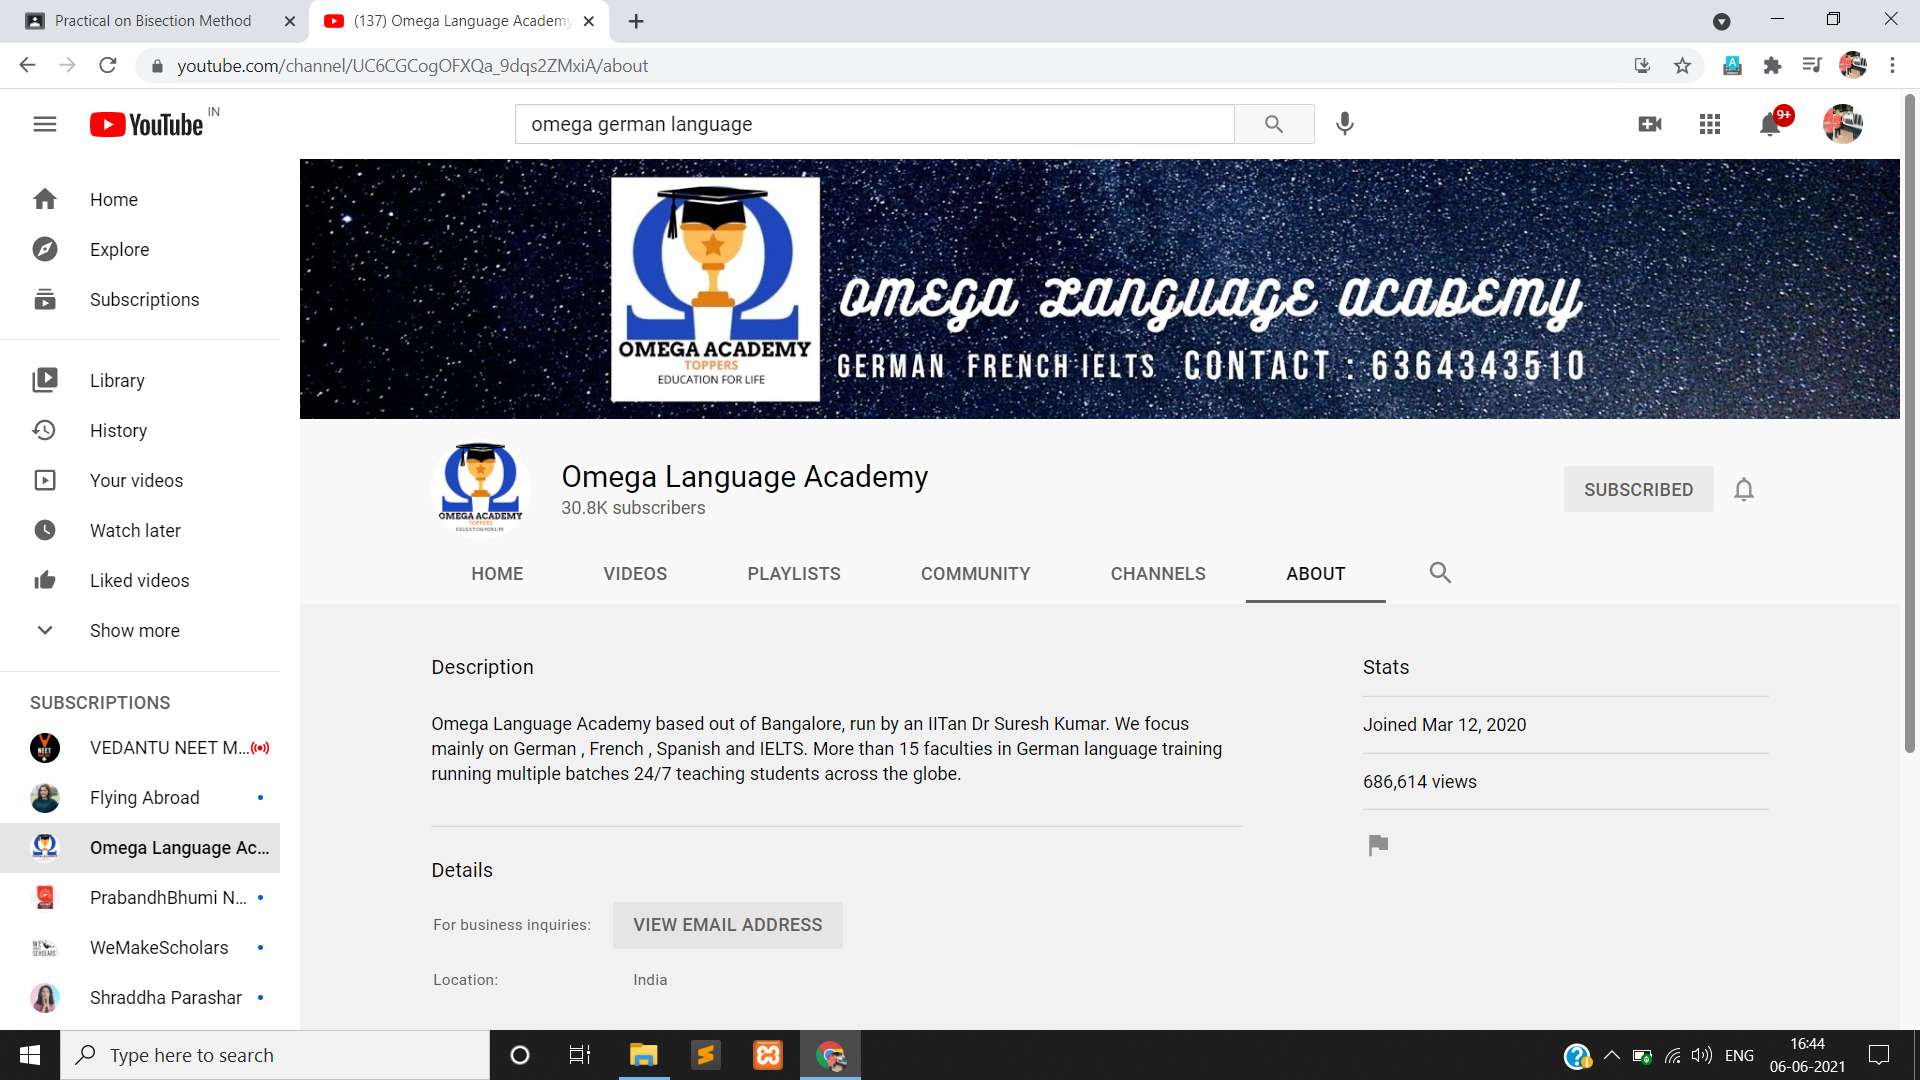 Practical on Bisection Method
(137) Omega Language Academy
youtube.com/channel/UC6CGCogOFXQa_9dqs2ZMxiA/about
YouTube IN
omega german language
9+
Home
Explore
Subscriptions
Library
History
Your videos
Watch later
Liked videos
Show more
SUBSCRIPTIONS
VEDANTU NEET M...
Flying Abroad
Omega Language Ac...
PrabandhBhumi N...
WeMakeScholars
Shraddha Parashar
OMEGA ACADEMY
TOPPERS
EDUCATION FOR LIFE
OMEGA LANGUAGE ACADEMY
GERMAN FRENCH IELTS CONTACT : 6364343510
OMEGA ACADEMY
TOPPERS
EDUCATION FOR LIFE
Omega Language Academy
30.8K subscribers
SUBSCRIBED
HOME VIDEOS PLAYLISTS COMMUNITY CHANNELS ABOUT
Description
Omega Language Academy based out of Bangalore, run by an IITan Dr Suresh Kumar. We focus
mainly on German , French , Spanish and IELTS. More than 15 faculties in German language training
running multiple batches 24/7 teaching students across the globe.
Details
For business inquiries: VIEW EMAIL ADDRESS
Location: India
Stats
Joined Mar 12, 2020
686,614 views
Type here to search
ENG
16:44
06-06-2021